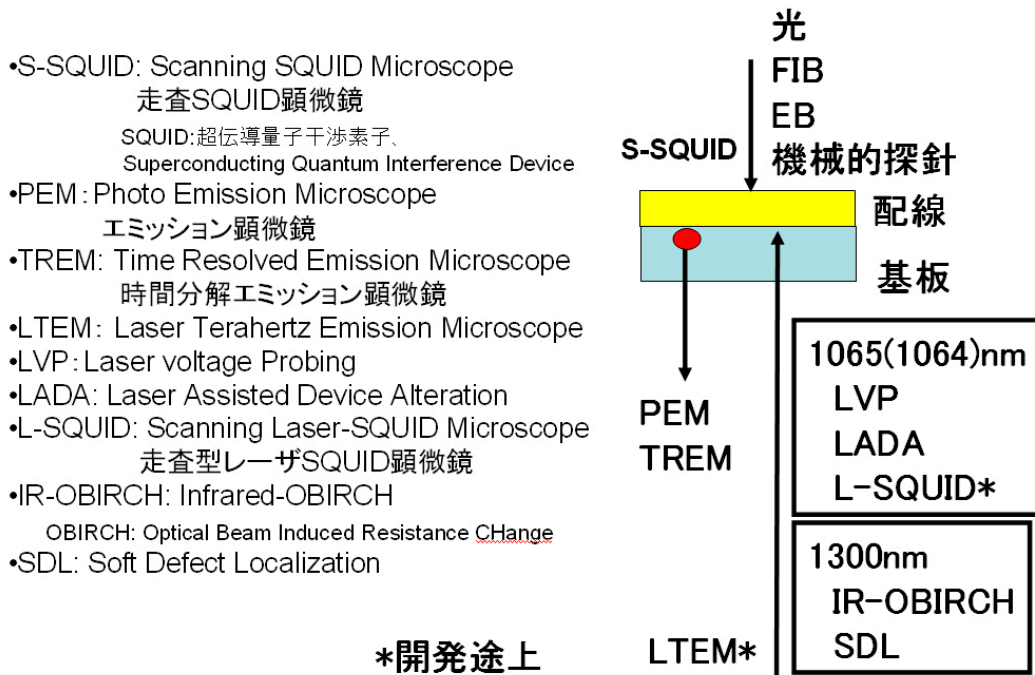 •S-SQUID: Scanning SQUID Microscope
走査SQUID顕微鏡
SQUID:超伝導量子干渉素子、
Superconducting Quantum Interference Device
•PEM：Photo Emission Microscope
エミッション顕微鏡
•TREM: Time Resolved Emission Microscope
時間分解エミッション顕微鏡
•LTEM：Laser Terahertz Emission Microscope
•LVP：Laser voltage Probing
•LADA: Laser Assisted Device Alteration
•L-SQUID: Scanning Laser-SQUID Microscope
走査型レーザSQUID顕微鏡
•IR-OBIRCH: Infrared-OBIRCH
OBIRCH: Optical Beam Induced Resistance CHange
•SDL: Soft Defect Localization
*開発途上
光
FIB
EB
機械的探針
S-SQUID
配線
基板
PEM
TREM
LTEM*
1065(1064)nm
LVP
LADA
L-SQUID*
1300nm
IR-OBIRCH
SDL